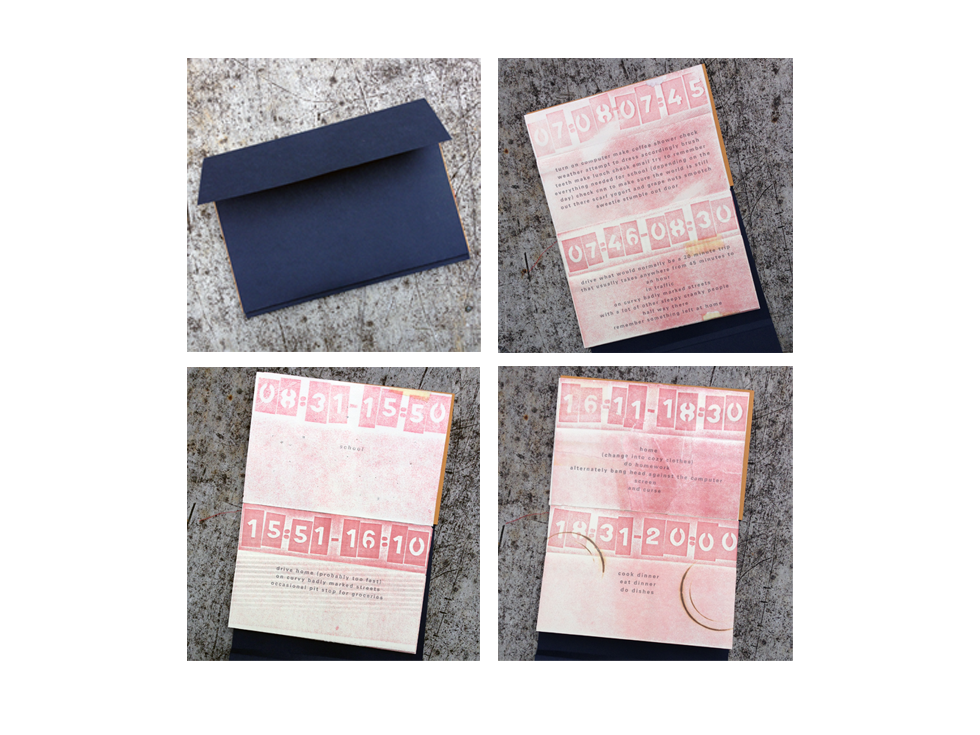 07:08-07:45
turn on computer make coffee shower check
weather attempt to dress accordingly brush
teeth make lunch check email try to remember
everything needed for school (depending on the
day) check cnn to make sure the world is still
out there scarf yogurt and grape nuts smooch
sweetie stumble out door
07:46-08:30
drive what would normally be a 20 minute trip
that usually takes anywhere from 45 minutes to
an hour
in traffic
on curvy badly marked streets
with a lot of other sleepy cranky people
half way there
remember something left at home
08:31-15:50
school
15:51-16:10
drive home (probably too fast)
on curvy badly marked streets
occasional pit stop for groceries
16:11-18:30
home
(change into cozy clothes)
do homework
alternately bang head against the computer
screen
and curse
18:31-20:00
cook dinner
eat dinner
do dishes